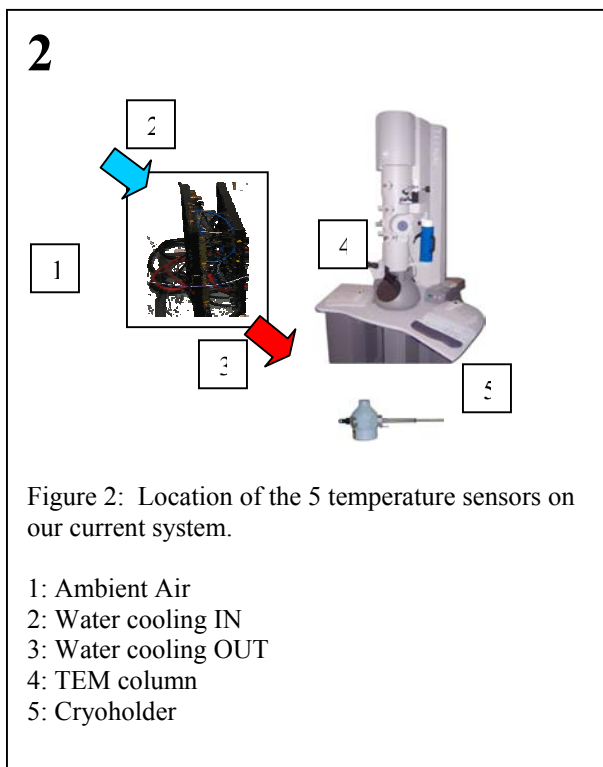 2
2
1
4
3
5
Figure 2: Location of the 5 temperature sensors on
our current system.
1: Ambient Air
2: Water cooling IN
3: Water cooling OUT
4: TEM column
5: Cryoholder